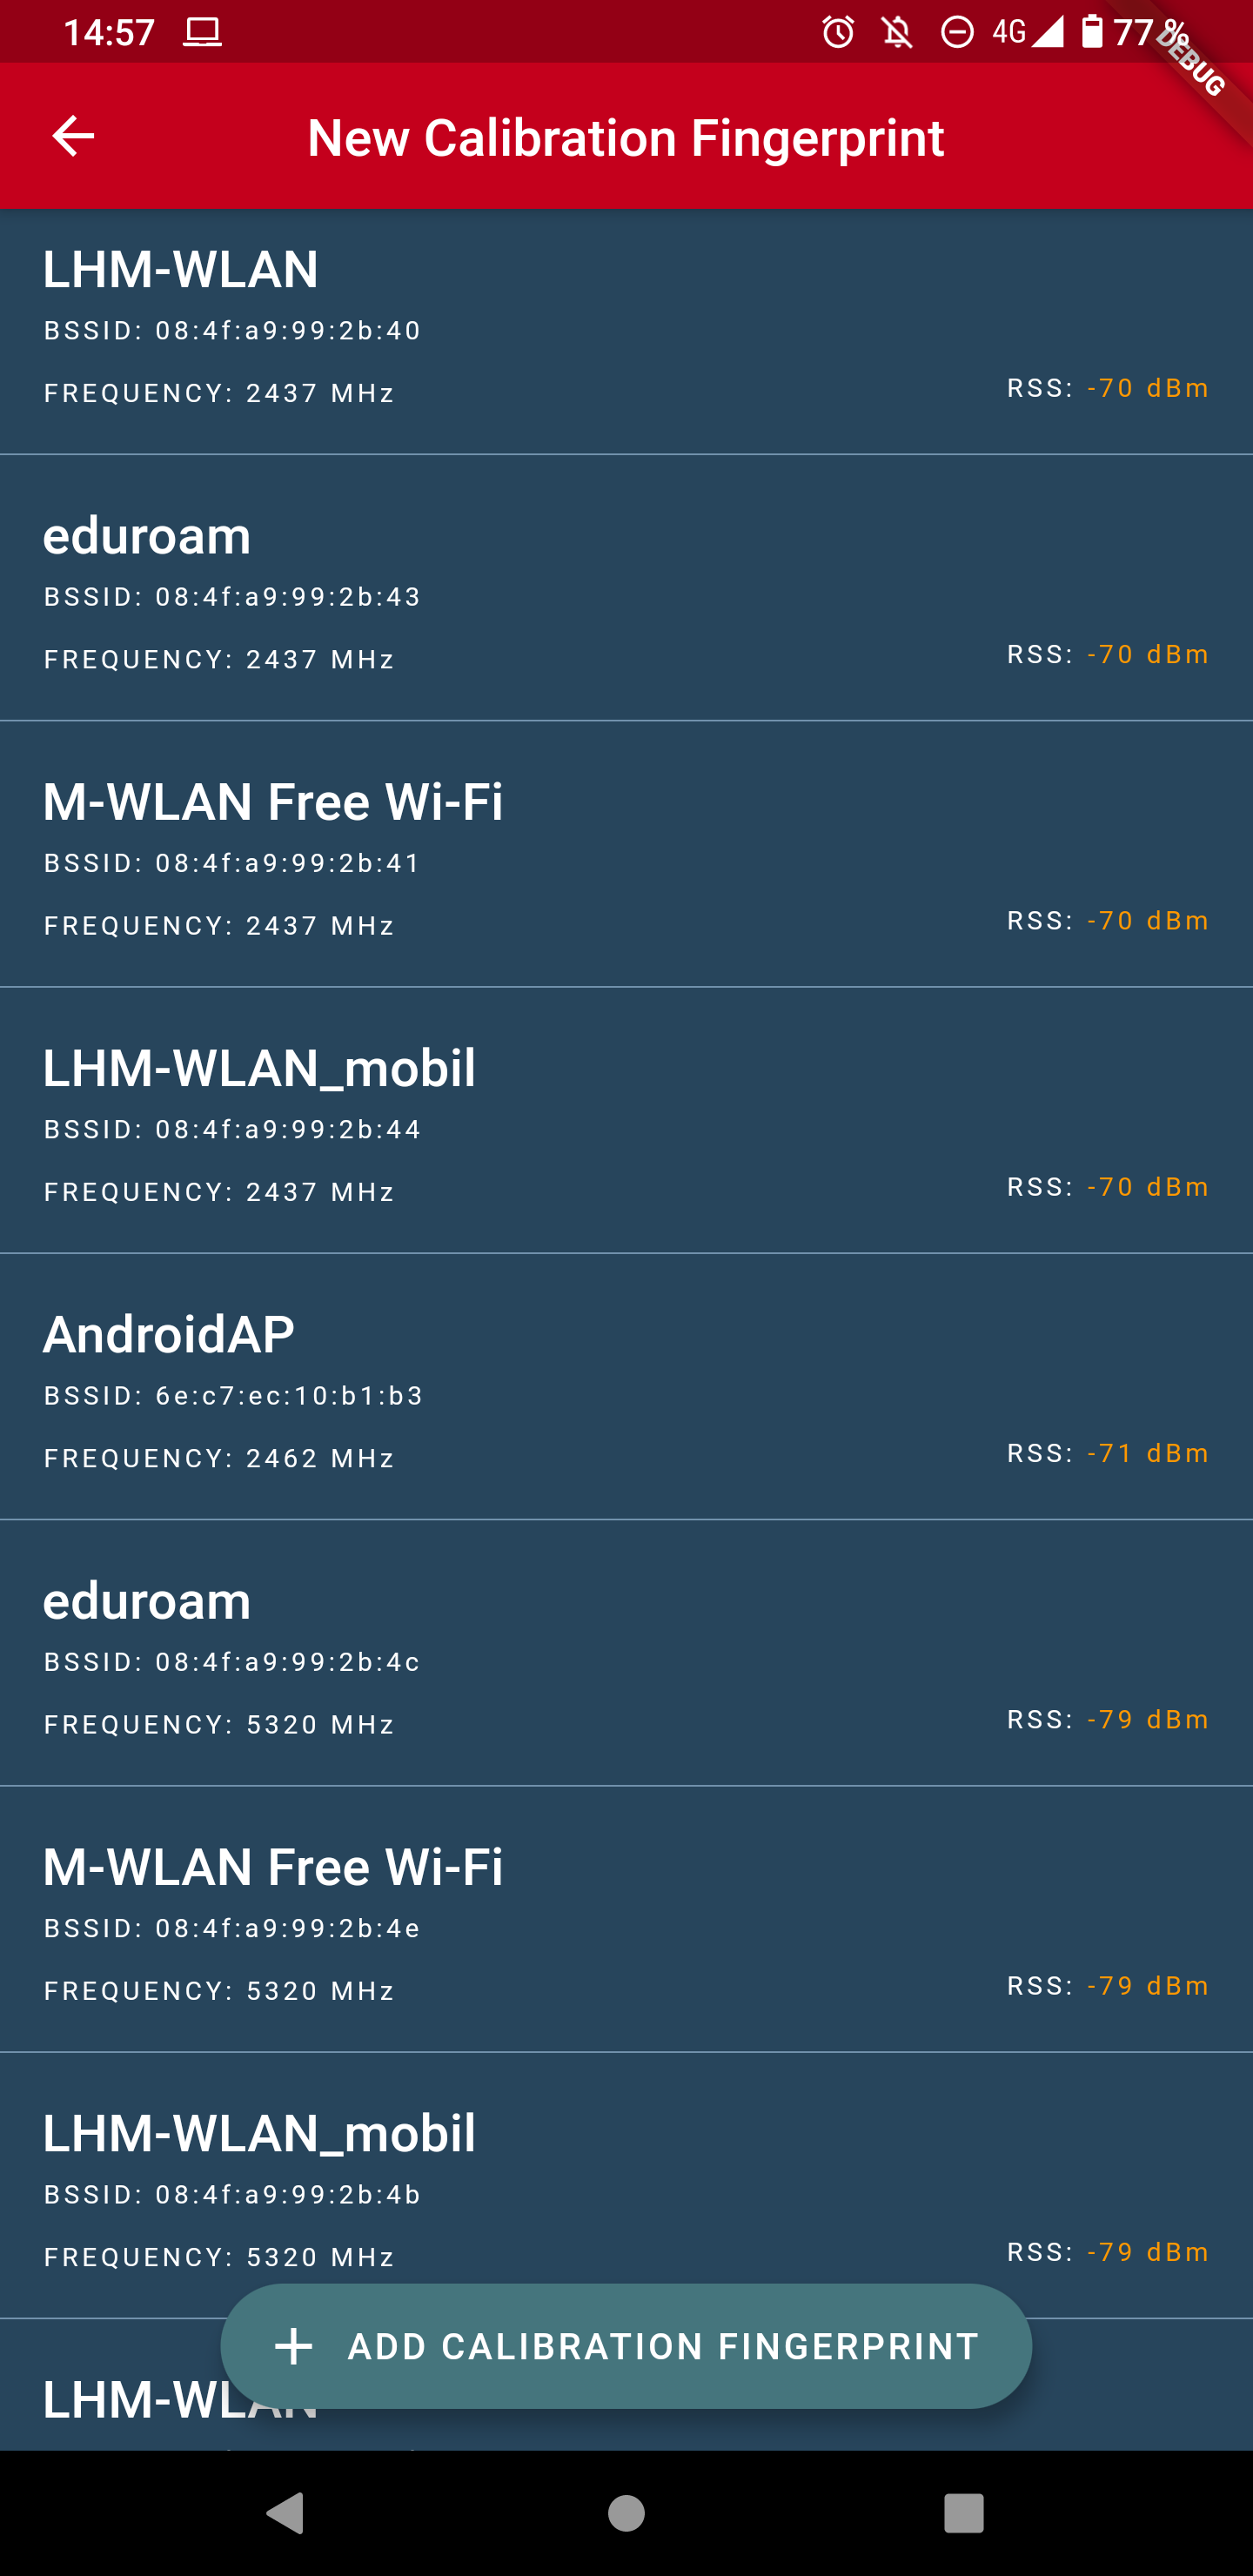 14:57 4G 77 %
DEBUG
New Calibration Fingerprint
LHM-WLAN
BSSID: 08:4f:a9:99:2b:40
FREQUENCY: 2437 MHz RSS: -70 dBm
eduroam
BSSID: 08:4f:a9:99:2b:43
FREQUENCY: 2437 MHz RSS: -70 dBm
M-WLAN Free Wi-Fi
BSSID: 08:4f:a9:99:2b:41
FREQUENCY: 2437 MHz RSS: -70 dBm
LHM-WLAN_mobil
BSSID: 08:4f:a9:99:2b:44
FREQUENCY: 2437 MHz RSS: -70 dBm
AndroidAP
BSSID: 6e:c7:ec:10:b1:b3
FREQUENCY: 2462 MHz RSS: -71 dBm
eduroam
BSSID: 08:4f:a9:99:2b:4c
FREQUENCY: 5320 MHz RSS: -79 dBm
M-WLAN Free Wi-Fi
BSSID: 08:4f:a9:99:2b:4e
FREQUENCY: 5320 MHz RSS: -79 dBm
LHM-WLAN_mobil
BSSID: 08:4f:a9:99:2b:4b
FREQUENCY: 5320 MHz RSS: -79 dBm
ADD CALIBRATION FINGERPRINT
LHM-WLAN